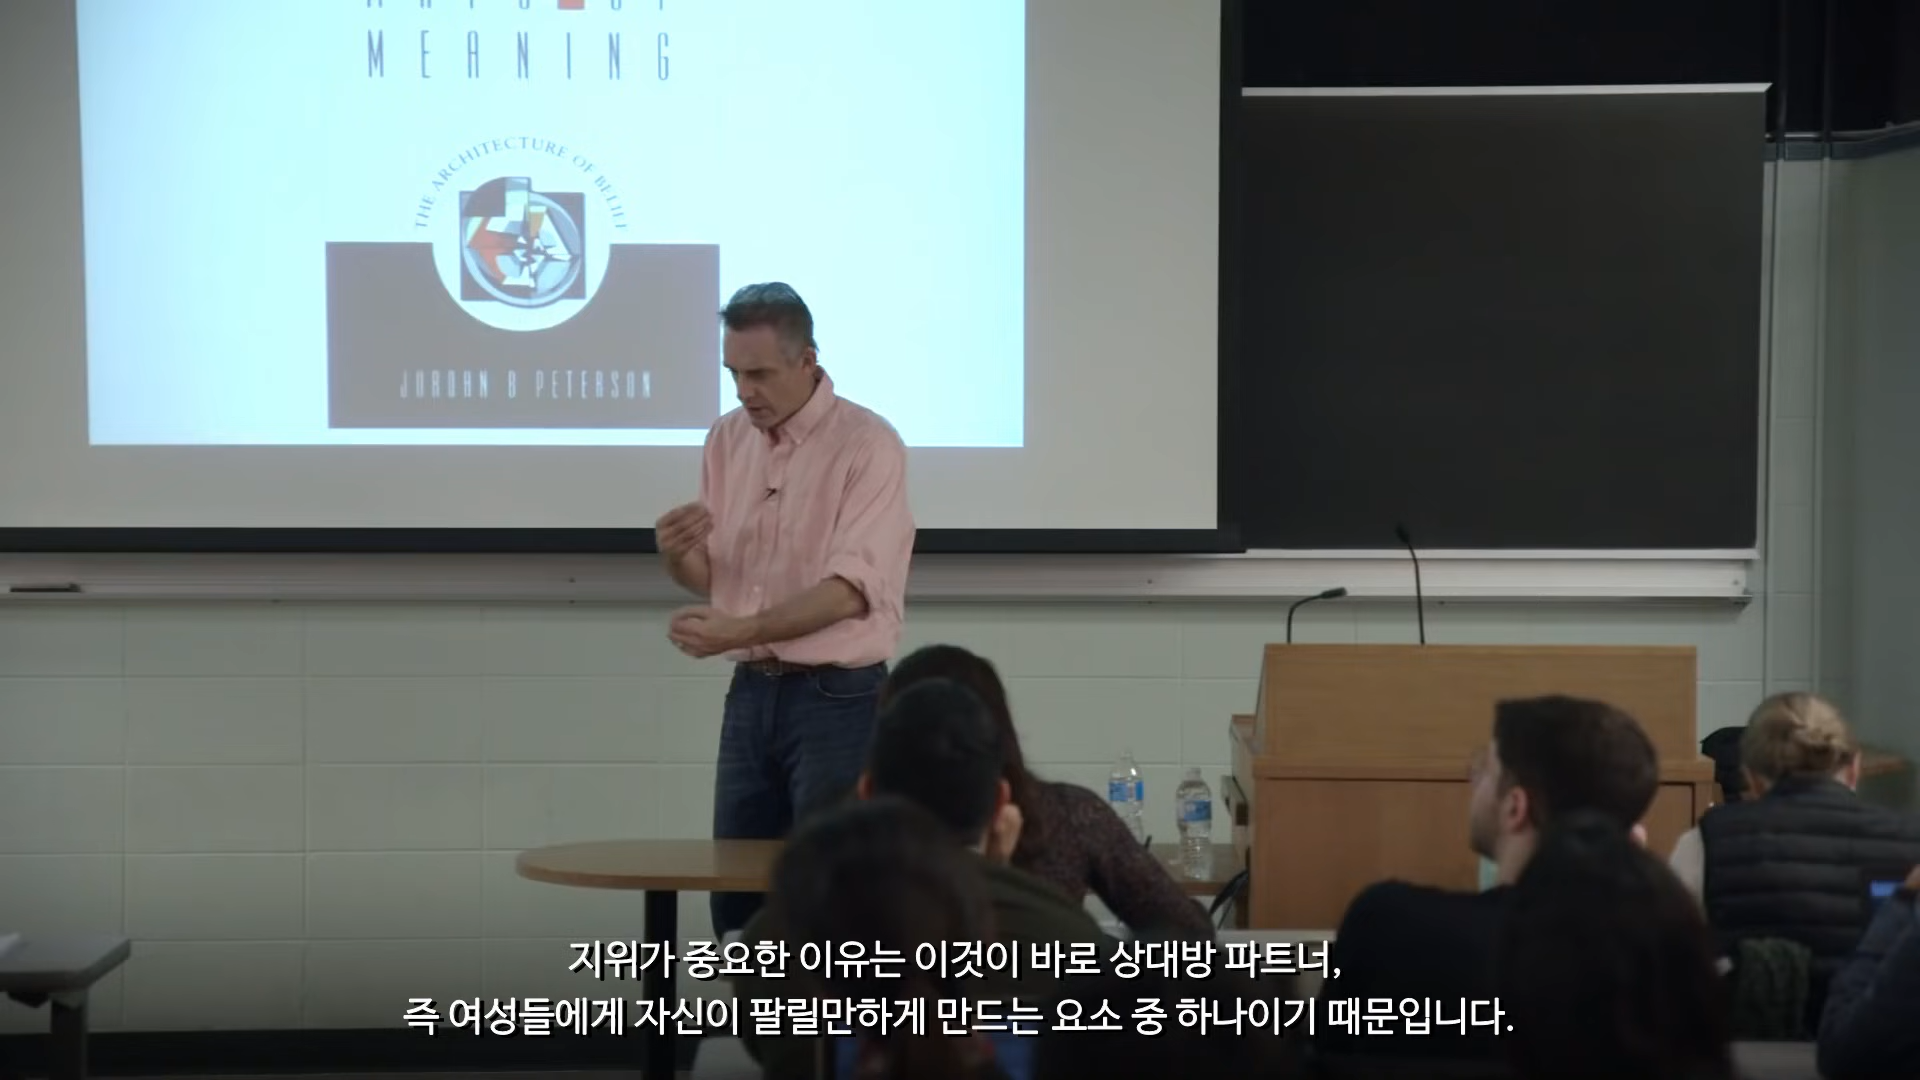 MEANING
THE ARCHITECTURE OF BELIEF
JORDAN B PETERSON
지위가 중요한 이유는 이것이 바로 상대방 파트너,
즉 여성들에게 자신이 팔릴만하게 만드는 요소 중 하나이기 때문입니다.